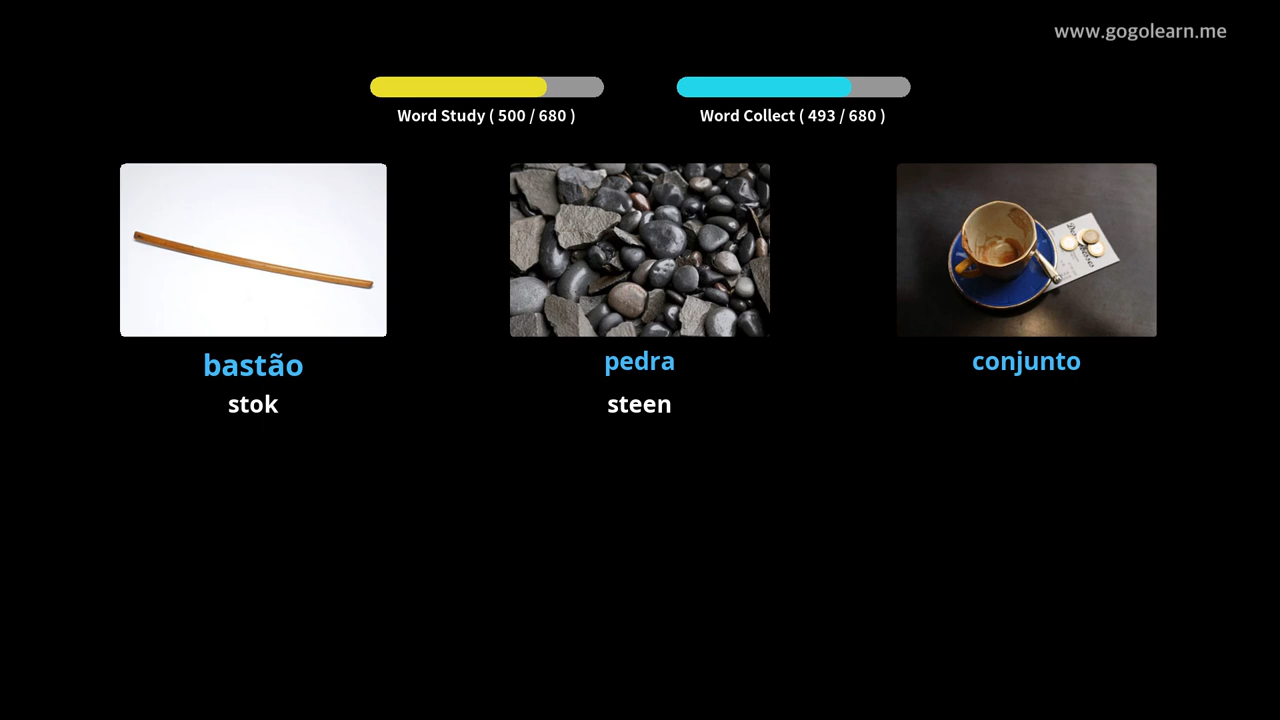 www.gogolearn.me
Word Study ( 500 / 680 )
Word Collect ( 493 / 680 )
bastão
pedra
conjunto
stok
steen